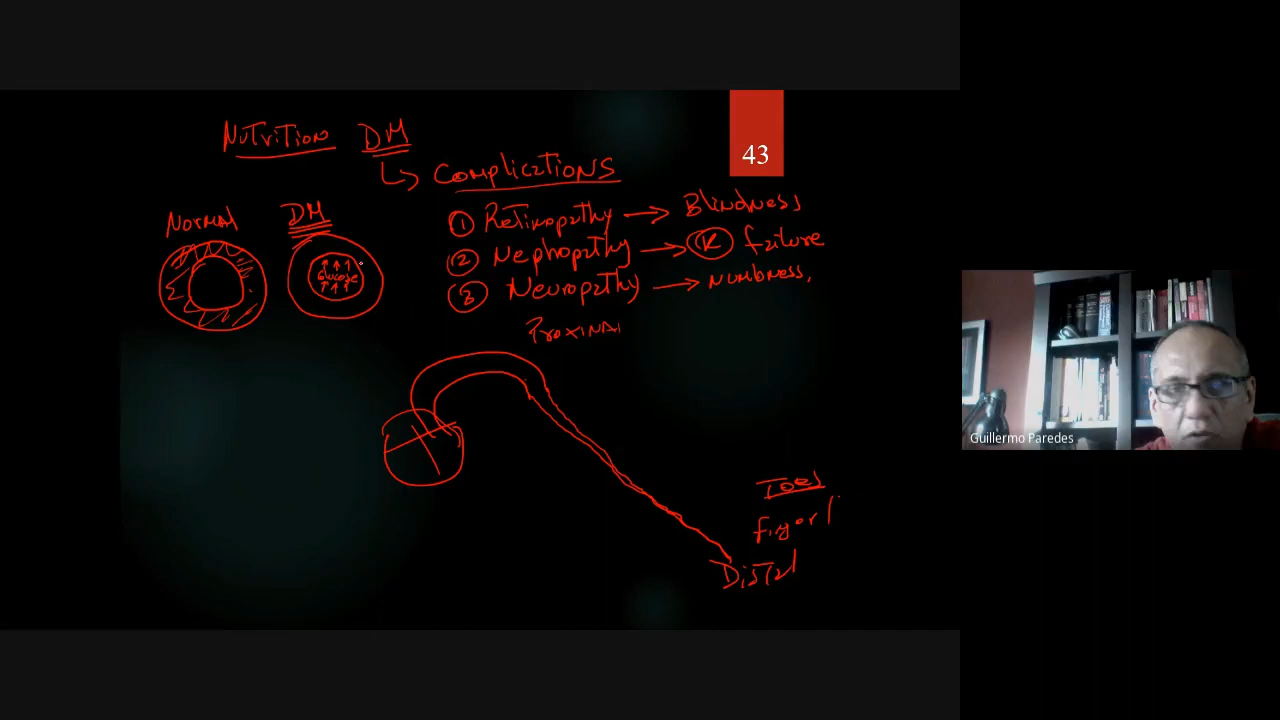 43
Nutrition DM
↳ Complications
Normal
DM
Glucose
① Retinopathy → Blindness
② Nephropathy → Ⓚ failure
③ Neuropathy → Numbness,
Proximal
Toes
Distal
Guillermo Paredes